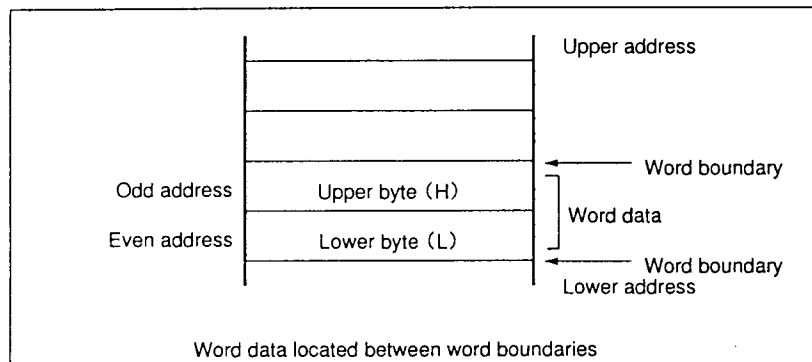 Upper address
Word boundary
Odd address
Upper byte (H)
Word data
Even address
Lower byte (L)
Word boundary
Lower address
Word data located between word boundaries